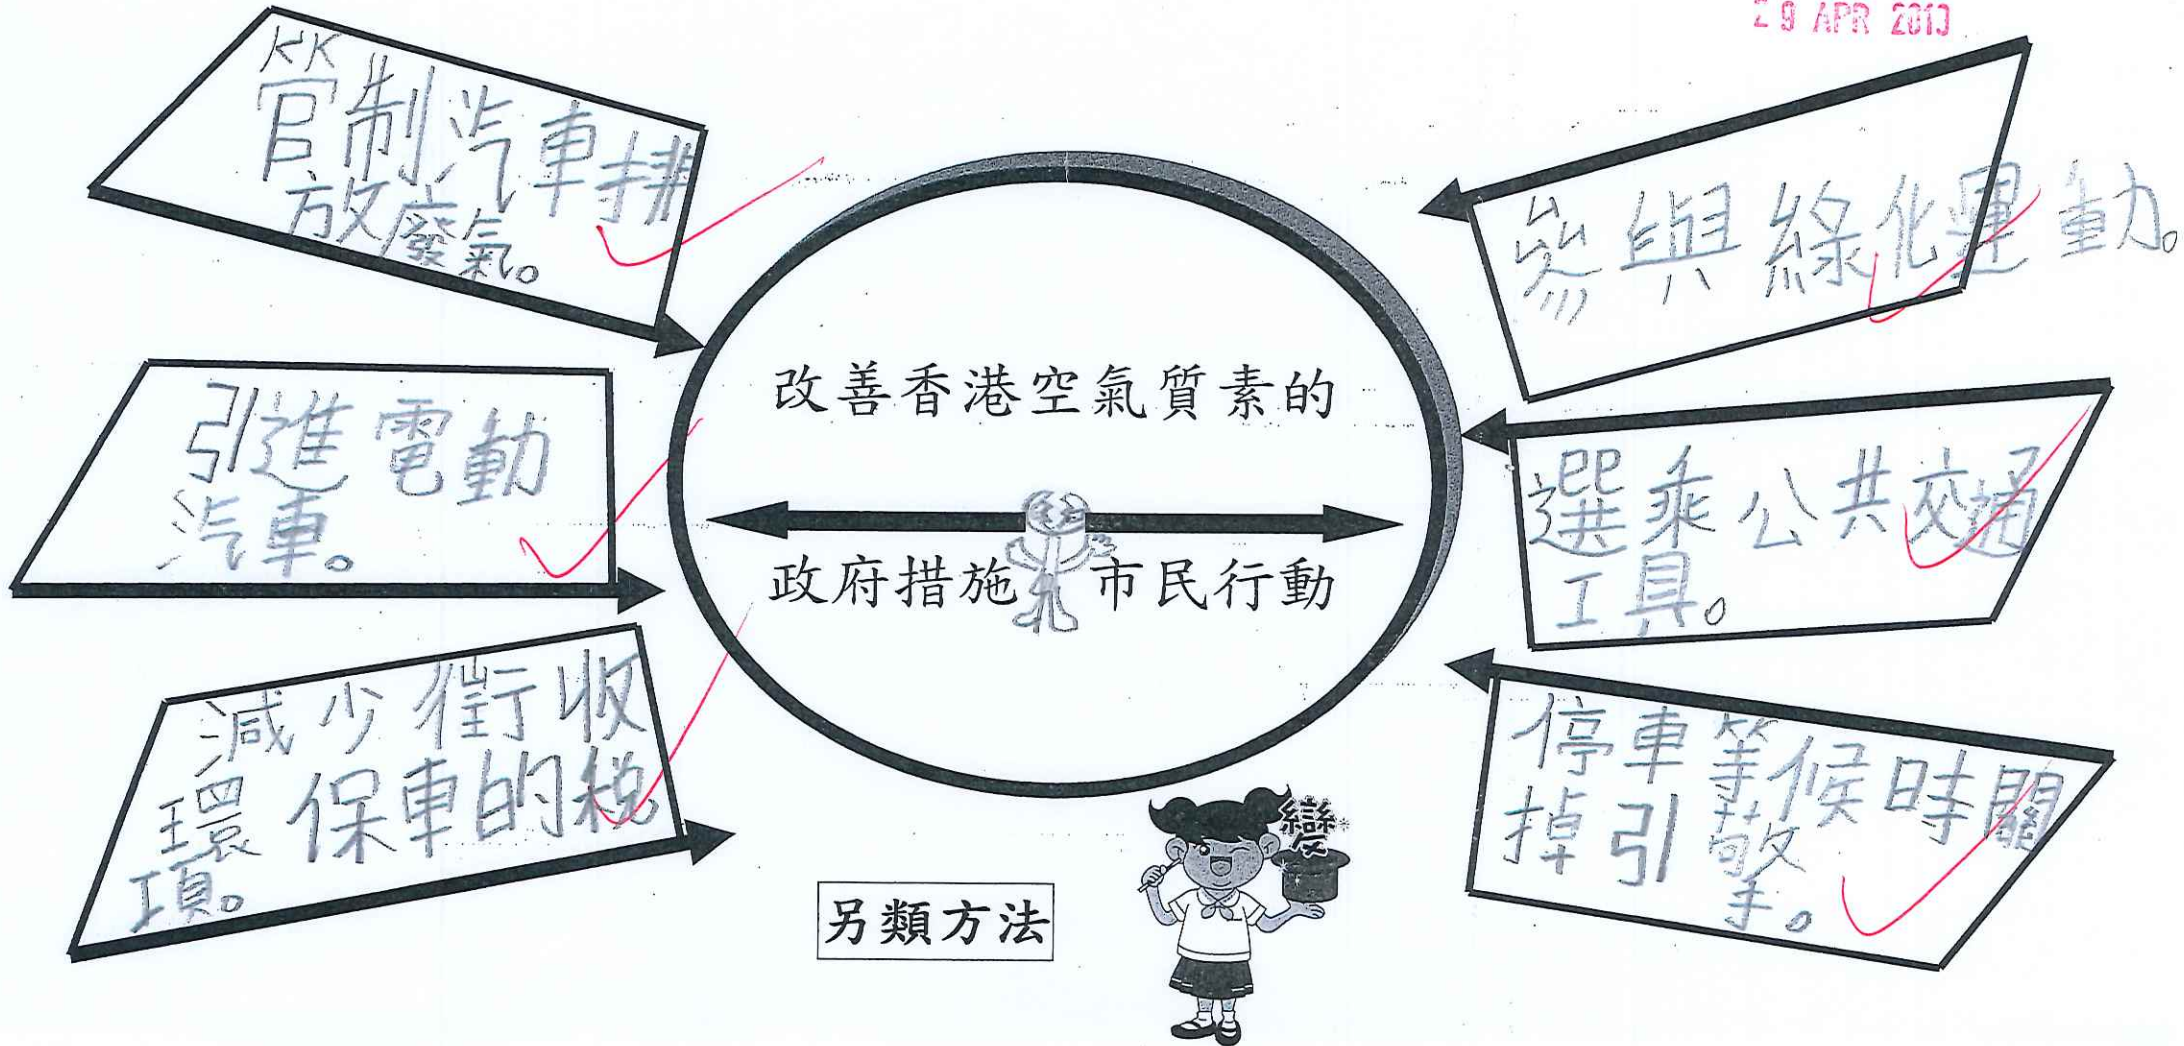 29 APR 2013
管制汽車排
放廢氣。
引進電動
汽車。
減少徵收
環保車的稅
項。
改善香港空氣質素的
政府措施
市民行動
參與綠化運動。
選乘公共交通
工具。
停車等候時關
掉引擎。
另類方法
變